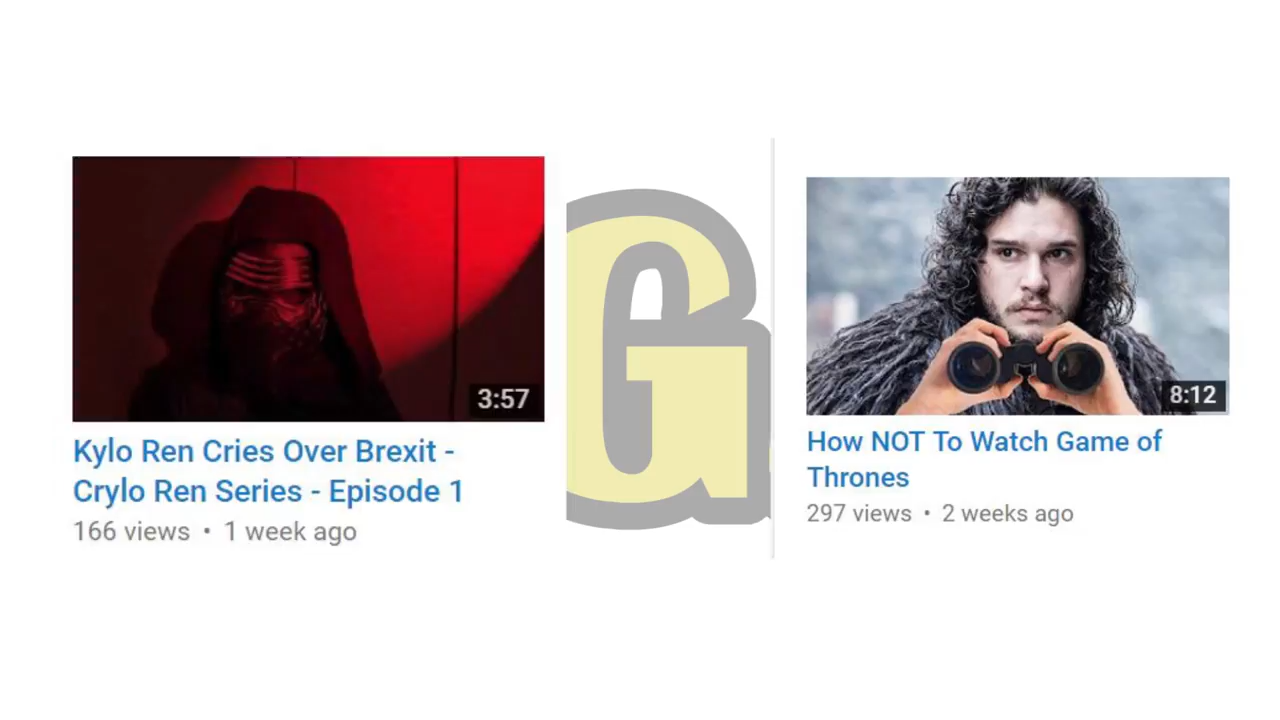 3:57
Kylo Ren Cries Over Brexit -
Crylo Ren Series - Episode 1
166 views • 1 week ago
G
8:12
How NOT To Watch Game of
Thrones
297 views • 2 weeks ago